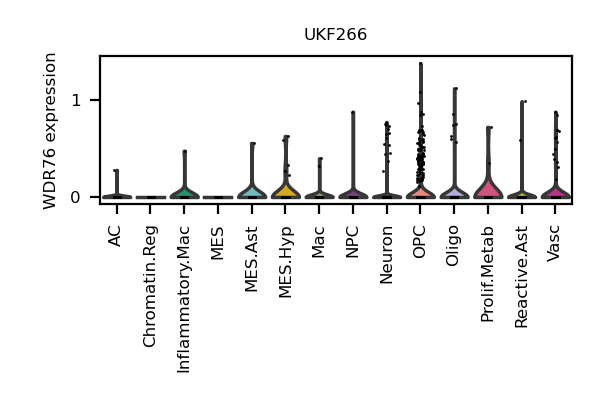 UKF266
WDR76 expression
1
0
AC
Chromatin.Reg
Inflammatory.Mac
MES
MES.Ast
MES.Hyp
Mac
NPC
Neuron
OPC
Oligo
Prolif.Metab
Reactive.Ast
Vasc